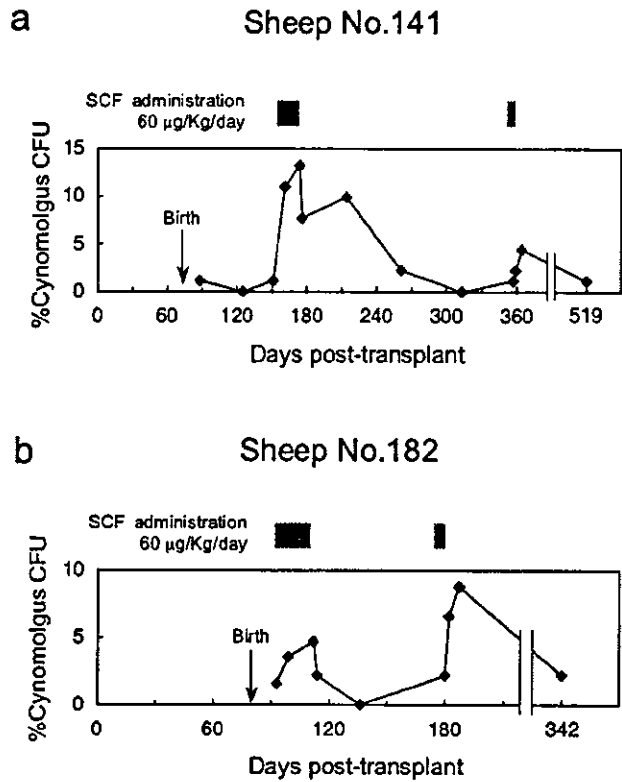 a
Sheep No.141
SCF administration
60 μg/Kg/day
15
10
5
0
%Cynomolgus CFU
Birth
0 60 120 180 240 300 360 519
Days post-transplant
b
Sheep No.182
SCF administration
60 μg/Kg/day
10
5
0
%Cynomolgus CFU
Birth
0 60 120 180 342
Days post-transplant